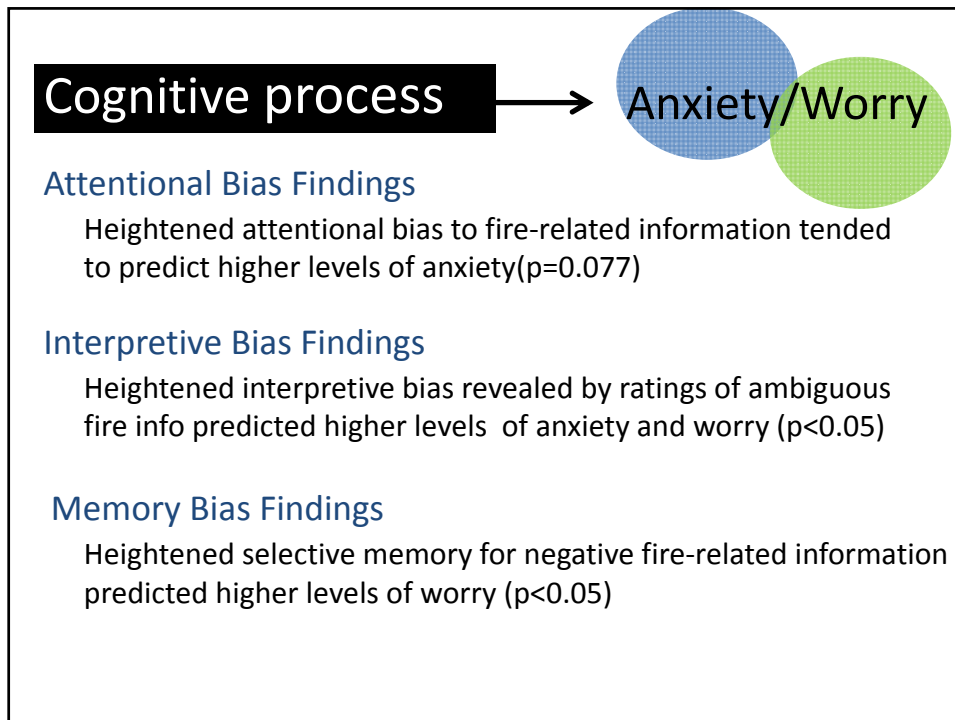 Cognitive process
Anxiety/Worry
Attentional Bias Findings
Heightened attentional bias to fire-related information tended
to predict higher levels of anxiety(p=0.077)
Interpretive Bias Findings
Heightened interpretive bias revealed by ratings of ambiguous
fire info predicted higher levels  of anxiety and worry (p<0.05)
Memory Bias Findings
Heightened selective memory for negative fire-related information
predicted higher levels of worry (p<0.05)